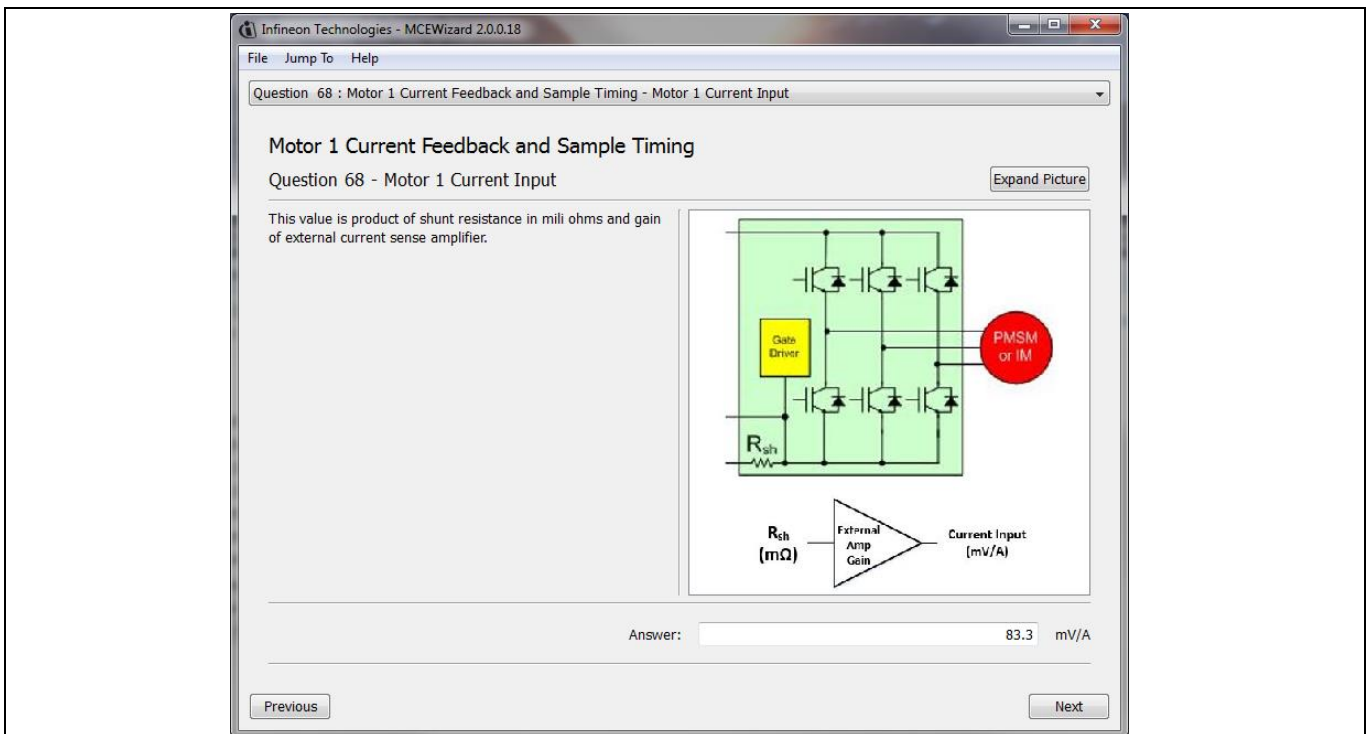 Infineon Technologies - MCEWizard 2.0.0.18
File Jump To Help
Question 68 : Motor 1 Current Feedback and Sample Timing - Motor 1 Current Input
Motor 1 Current Feedback and Sample Timing
Question 68 - Motor 1 Current Input
Expand Picture
This value is product of shunt resistance in mili ohms and gain
of external current sense amplifier.
Gate
Driver
PMSM
or IM
Rsh
Rsh
(mΩ)
External
Amp
Gain
Current Input
(mV/A)
Answer: 83.3 mV/A
Previous Next